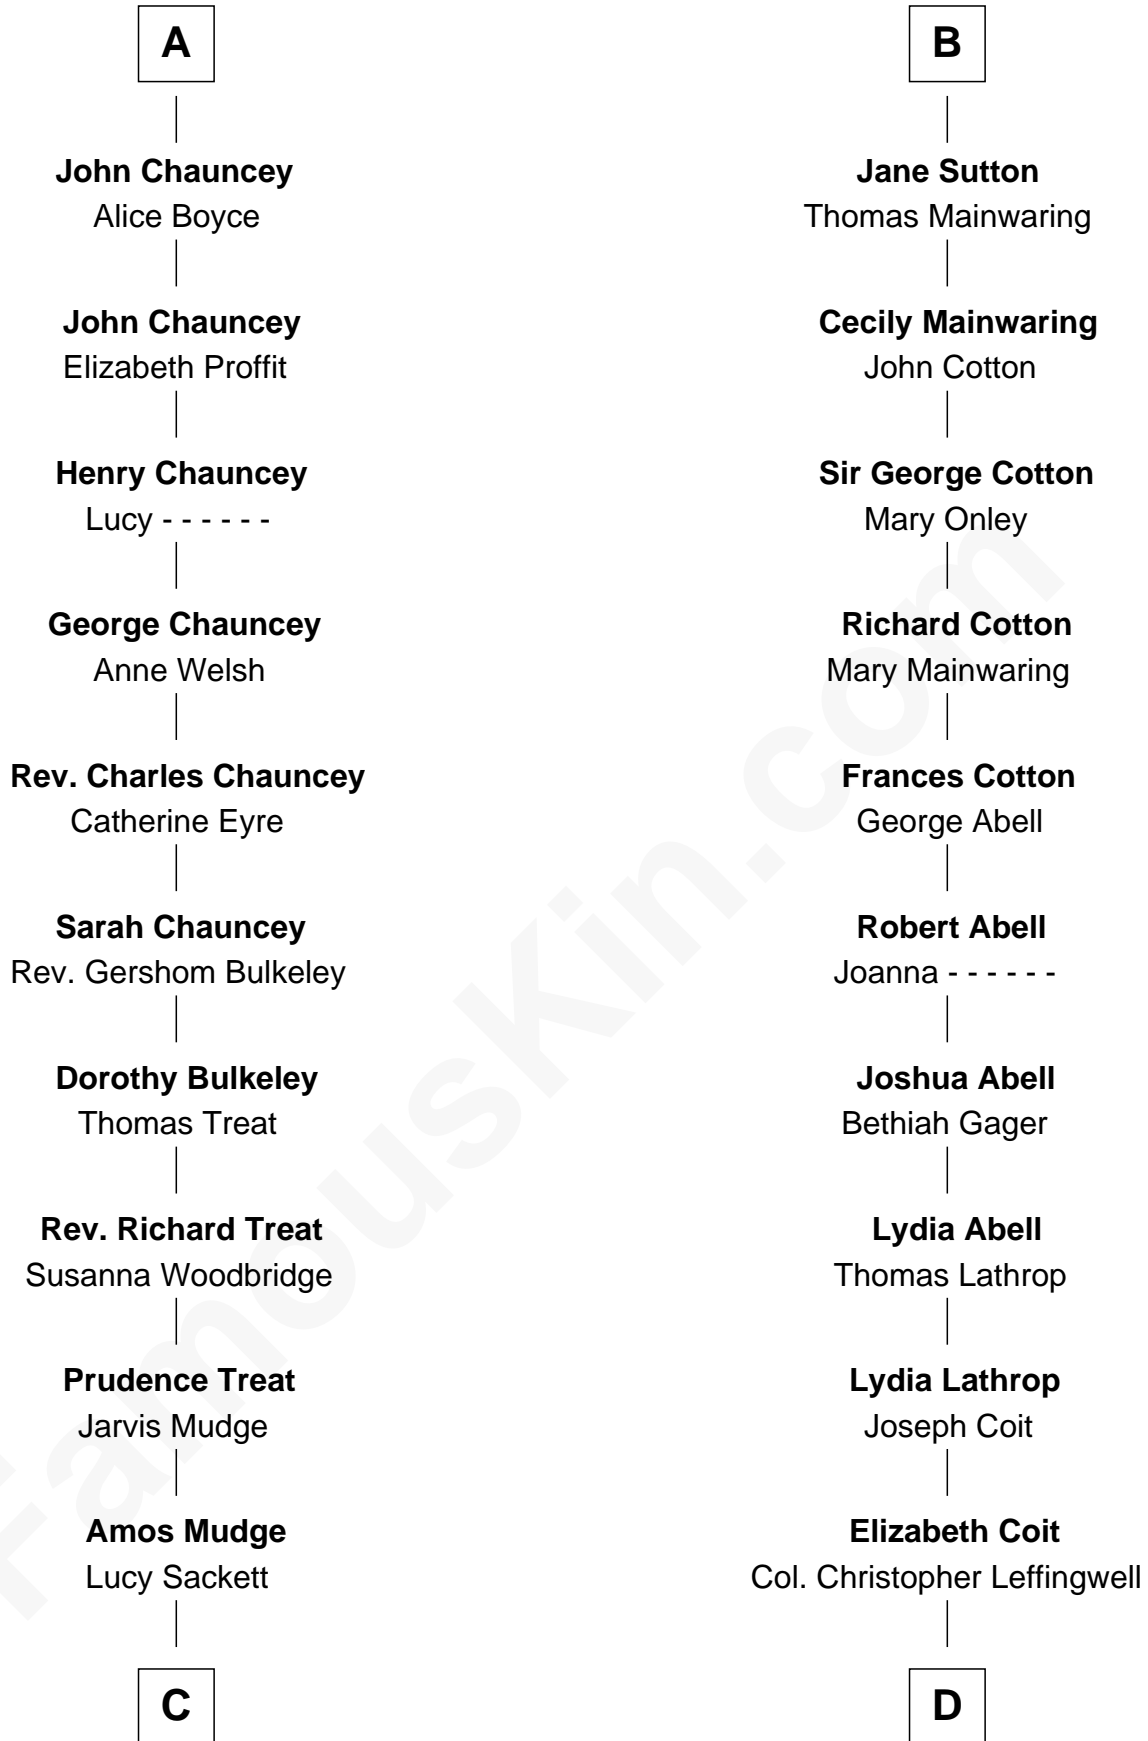 A
John Chauncey
Alice Boyce
John Chauncey
Elizabeth Proffit
Henry Chauncey
Lucy - - - - - -
George Chauncey
Anne Welsh
Rev. Charles Chauncey
Catherine Eyre
Sarah Chauncey
Rev. Gershom Bulkeley
Dorothy Bulkeley
Thomas Treat
Rev. Richard Treat
Susanna Woodbridge
Prudence Treat
Jarvis Mudge
Amos Mudge
Lucy Sackett
C
B
Jane Sutton
Thomas Mainwaring
Cecily Mainwaring
John Cotton
Sir George Cotton
Mary Onley
Richard Cotton
Mary Mainwaring
Frances Cotton
George Abell
Robert Abell
Joanna - - - - - -
Joshua Abell
Bethiah Gager
Lydia Abell
Thomas Lathrop
Lydia Lathrop
Joseph Coit
Elizabeth Coit
Col. Christopher Leffingwell
D
FamousKin.com